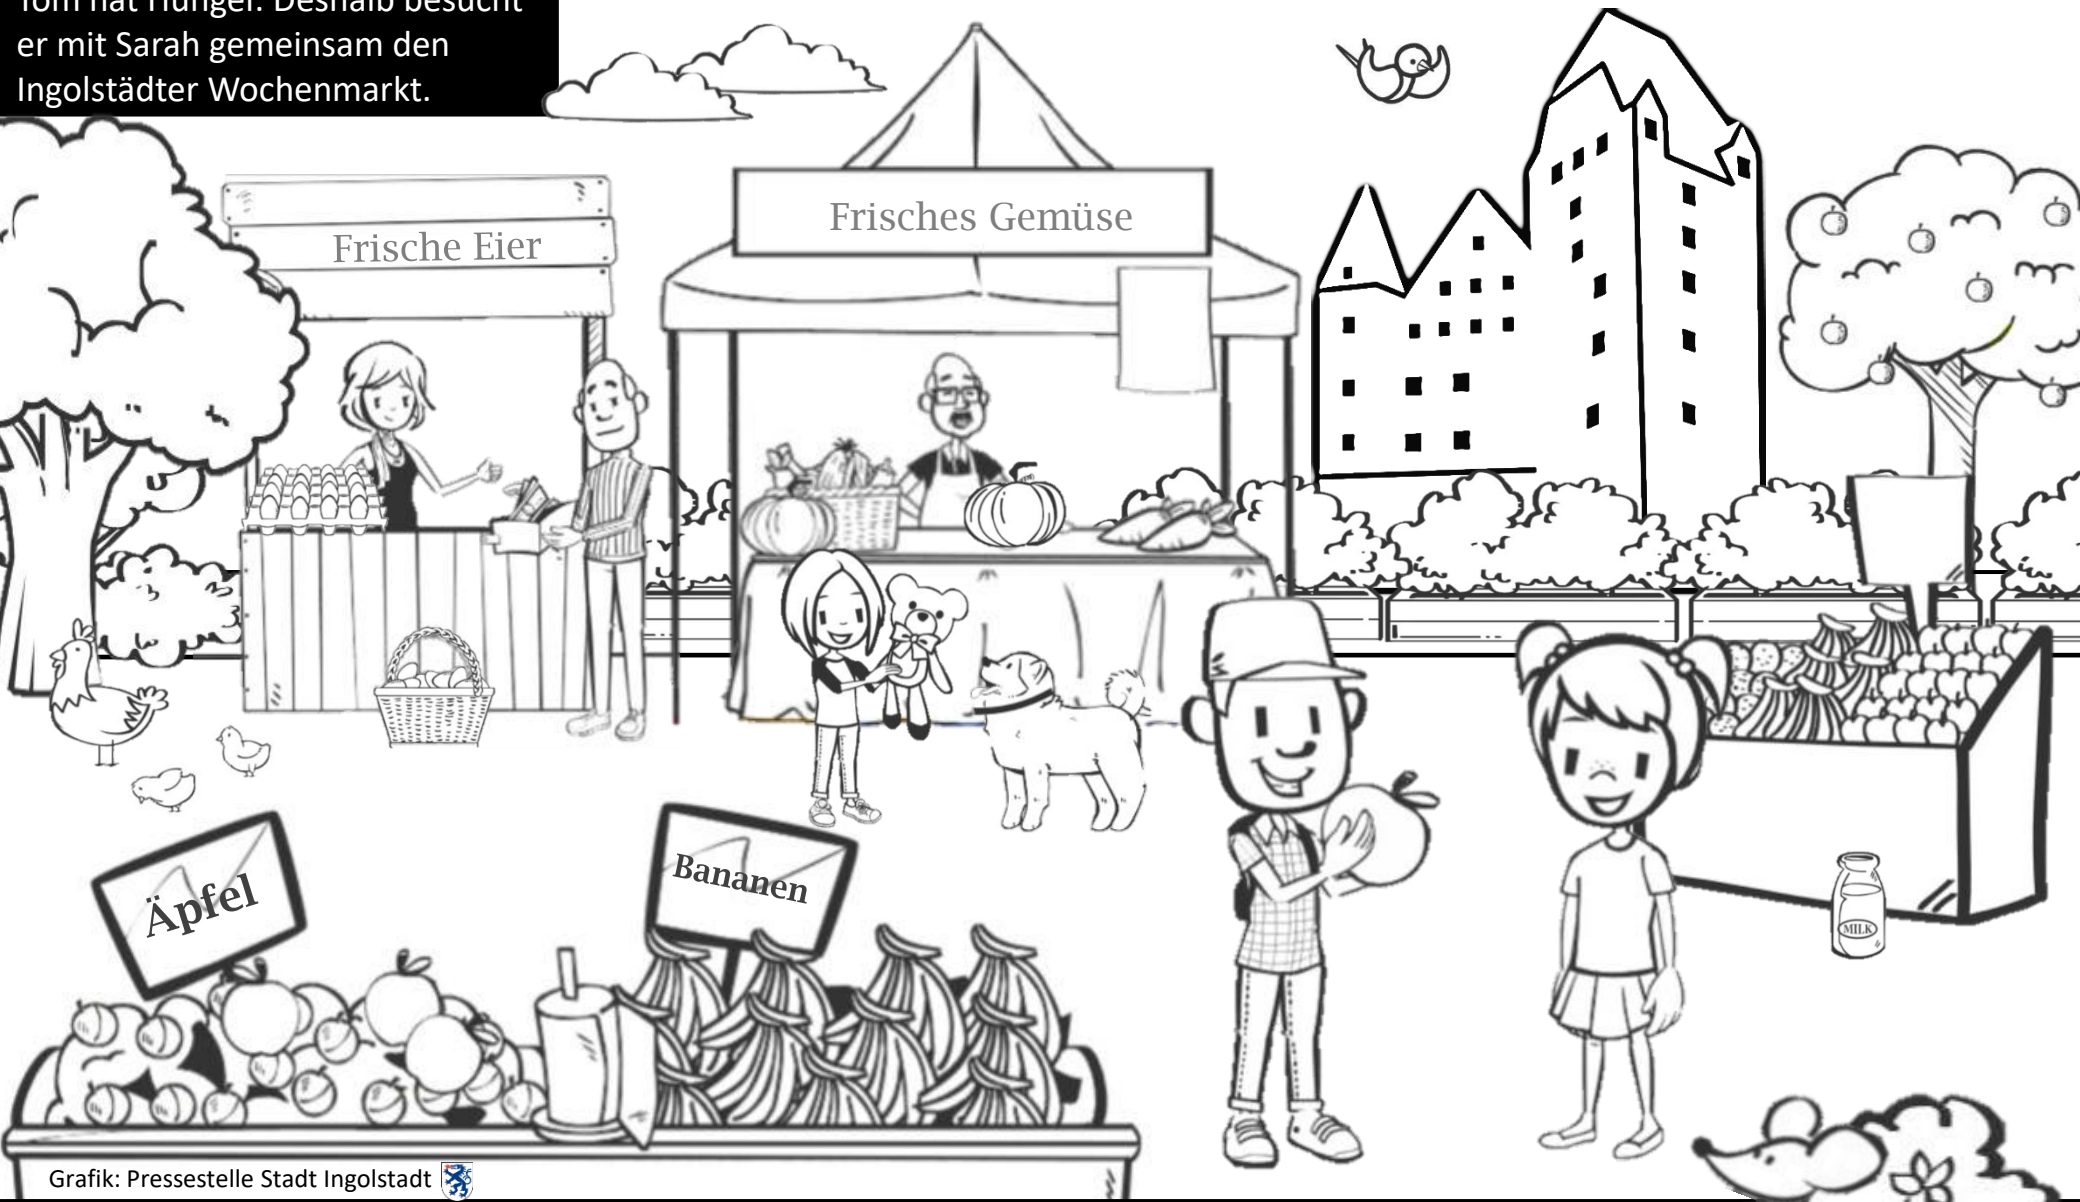 Tom hat Hunger. Deshalb besucht
er mit Sarah gemeinsam den
Ingolstädter Wochenmarkt.
Frische Eier
Frisches Gemüse
Äpfel
Bananen
MILK
Grafik: Pressestelle Stadt Ingolstadt